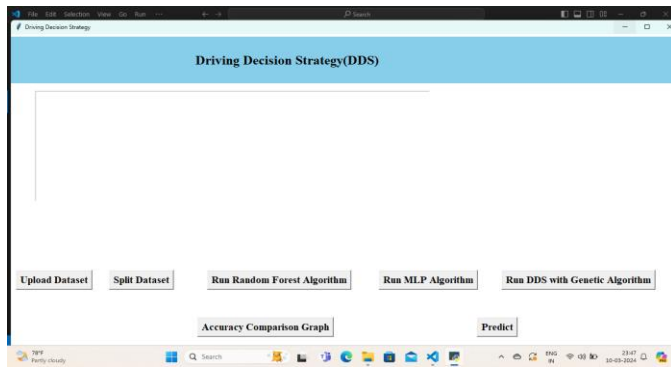 File Edit Selection View Go Run ...
Search
Driving Decision Strategy
Driving Decision Strategy(DDS)
Upload Dataset
Split Dataset
Run Random Forest Algorithm
Run MLP Algorithm
Run DDS with Genetic Algorithm
Accuracy Comparison Graph
Predict
78°F
Partly cloudy
Search
ENG
IN
23:47
10-03-2024